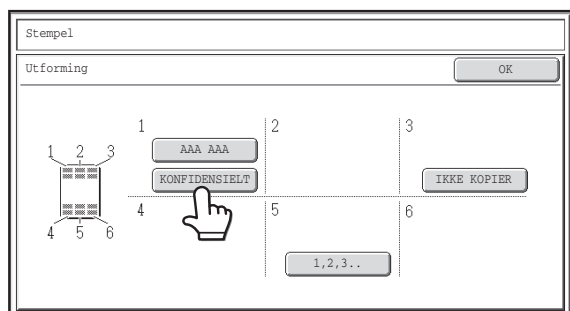 Stempel
Utforming
OK
1 2 3
4 5 6
1
AAA AAA
KONFIDENSIELT
2
3
IKKE KOPIER
4
5
1,2,3..
6